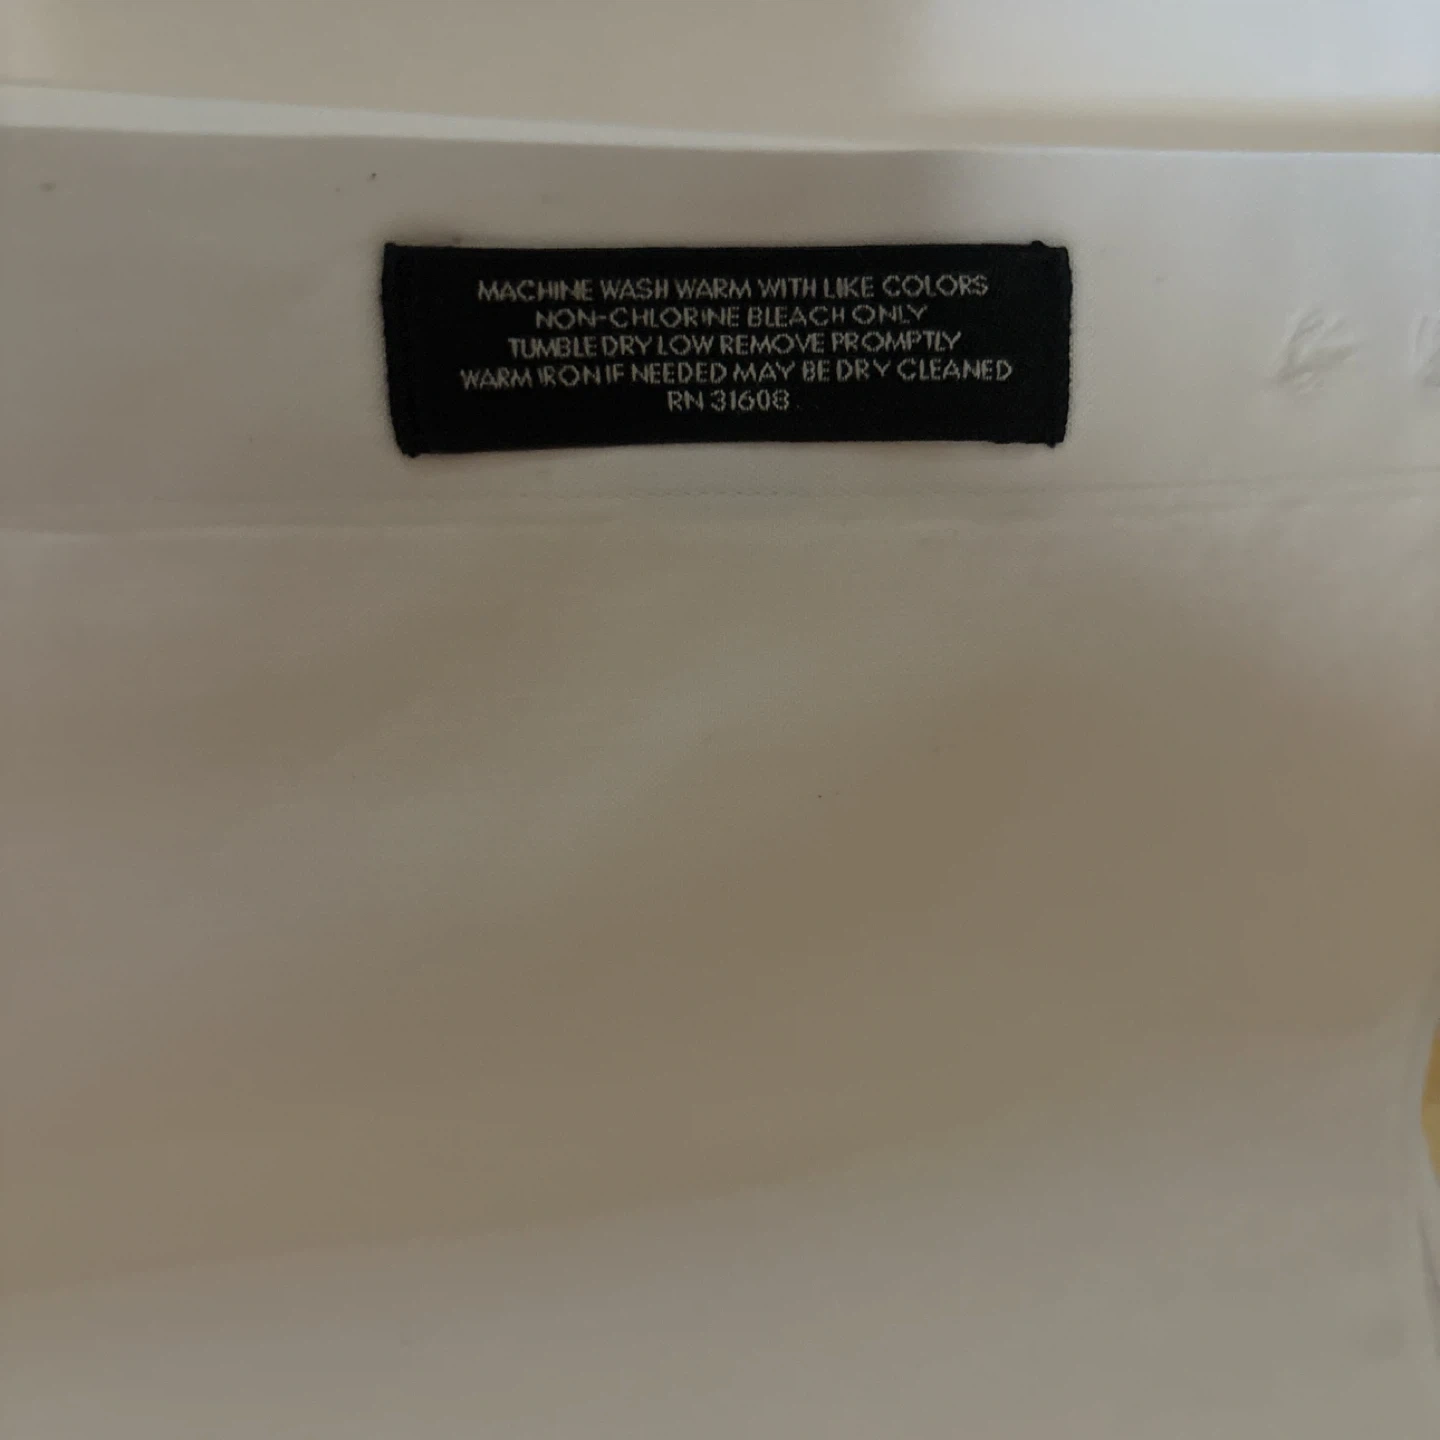 MACHINE WASH WARM WITH LIKE COLORS
NON-CHLORINE BLEACH ONLY
TUMBLE DRY LOW REMOVE PROMPTLY
WARM IRON IF NEEDED MAY BE DRY CLEANED
RN 31608